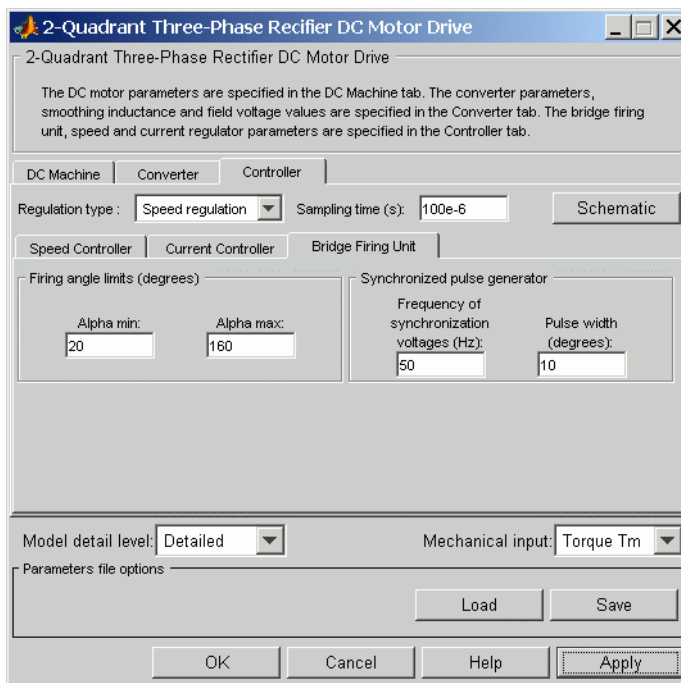 2-Quadrant Three-Phase Recifier DC Motor Drive
2-Quadrant Three-Phase Recifier DC Motor Drive
The DC motor parameters are specified in the DC Machine tab. The converter parameters,
smoothing inductance and field voltage values are specified in the Converter tab. The bridge firing
unit, speed and current regulator parameters are specified in the Controller tab.
DC Machine Converter Controller
Regulation type : Speed regulation Sampling time (s): 100e-6 Schematic
Speed Controller Current Controller Bridge Firing Unit
Firing angle limits (degrees)
Alpha min: Alpha max:
20 160
Synchronized pulse generator
Frequency of
synchronization
voltages (Hz):
50
Pulse width
(degrees):
10
Model detail level: Detailed Mechanical input: Torque Tm
Parameters file options
Load Save
OK Cancel Help Apply